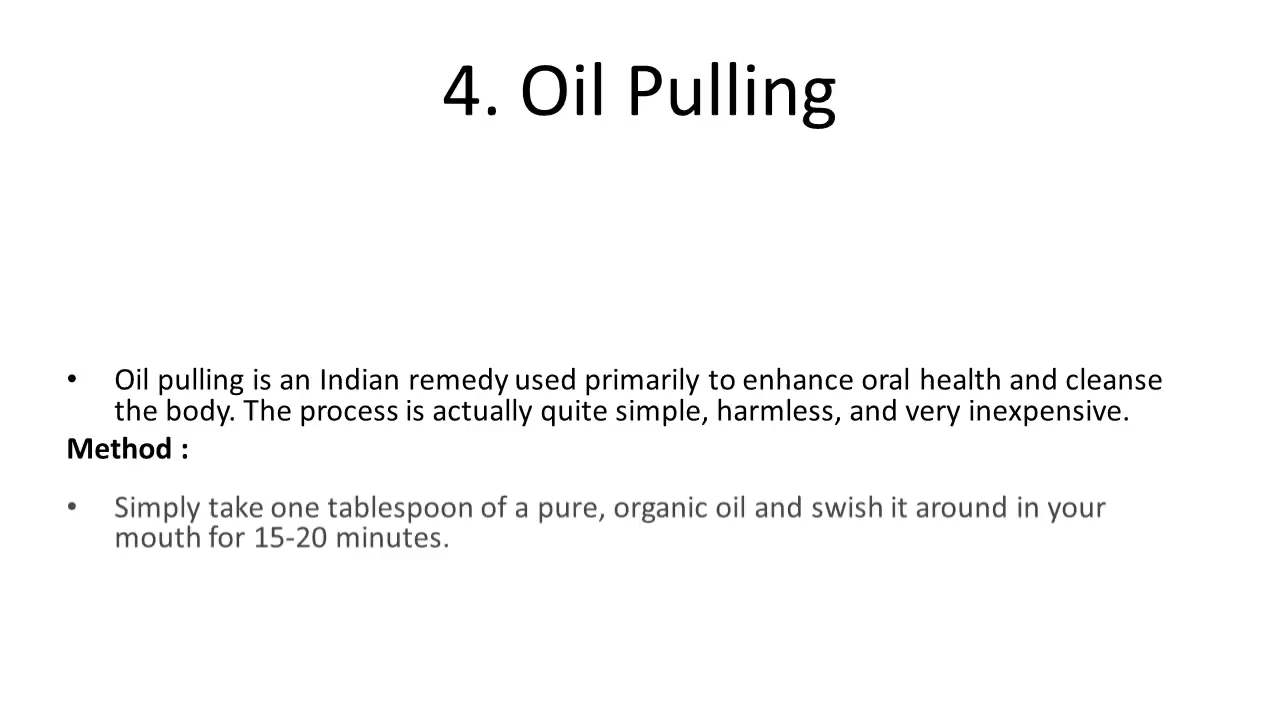 4. Oil Pulling
• Oil pulling is an Indian remedy used primarily to enhance oral health and cleanse
the body. The process is actually quite simple, harmless, and very inexpensive.
Method :
• Simply take one tablespoon of a pure, organic oil and swish it around in your
mouth for 15-20 minutes.